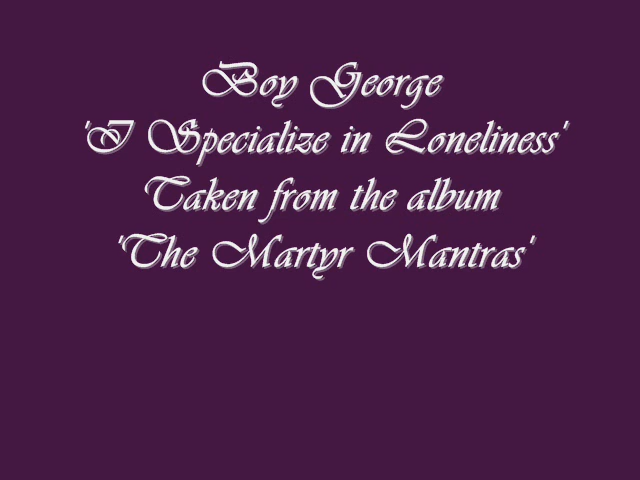 Boy George
'I Specialize in Loneliness'
Taken from the album
'The Martyr Mantras'